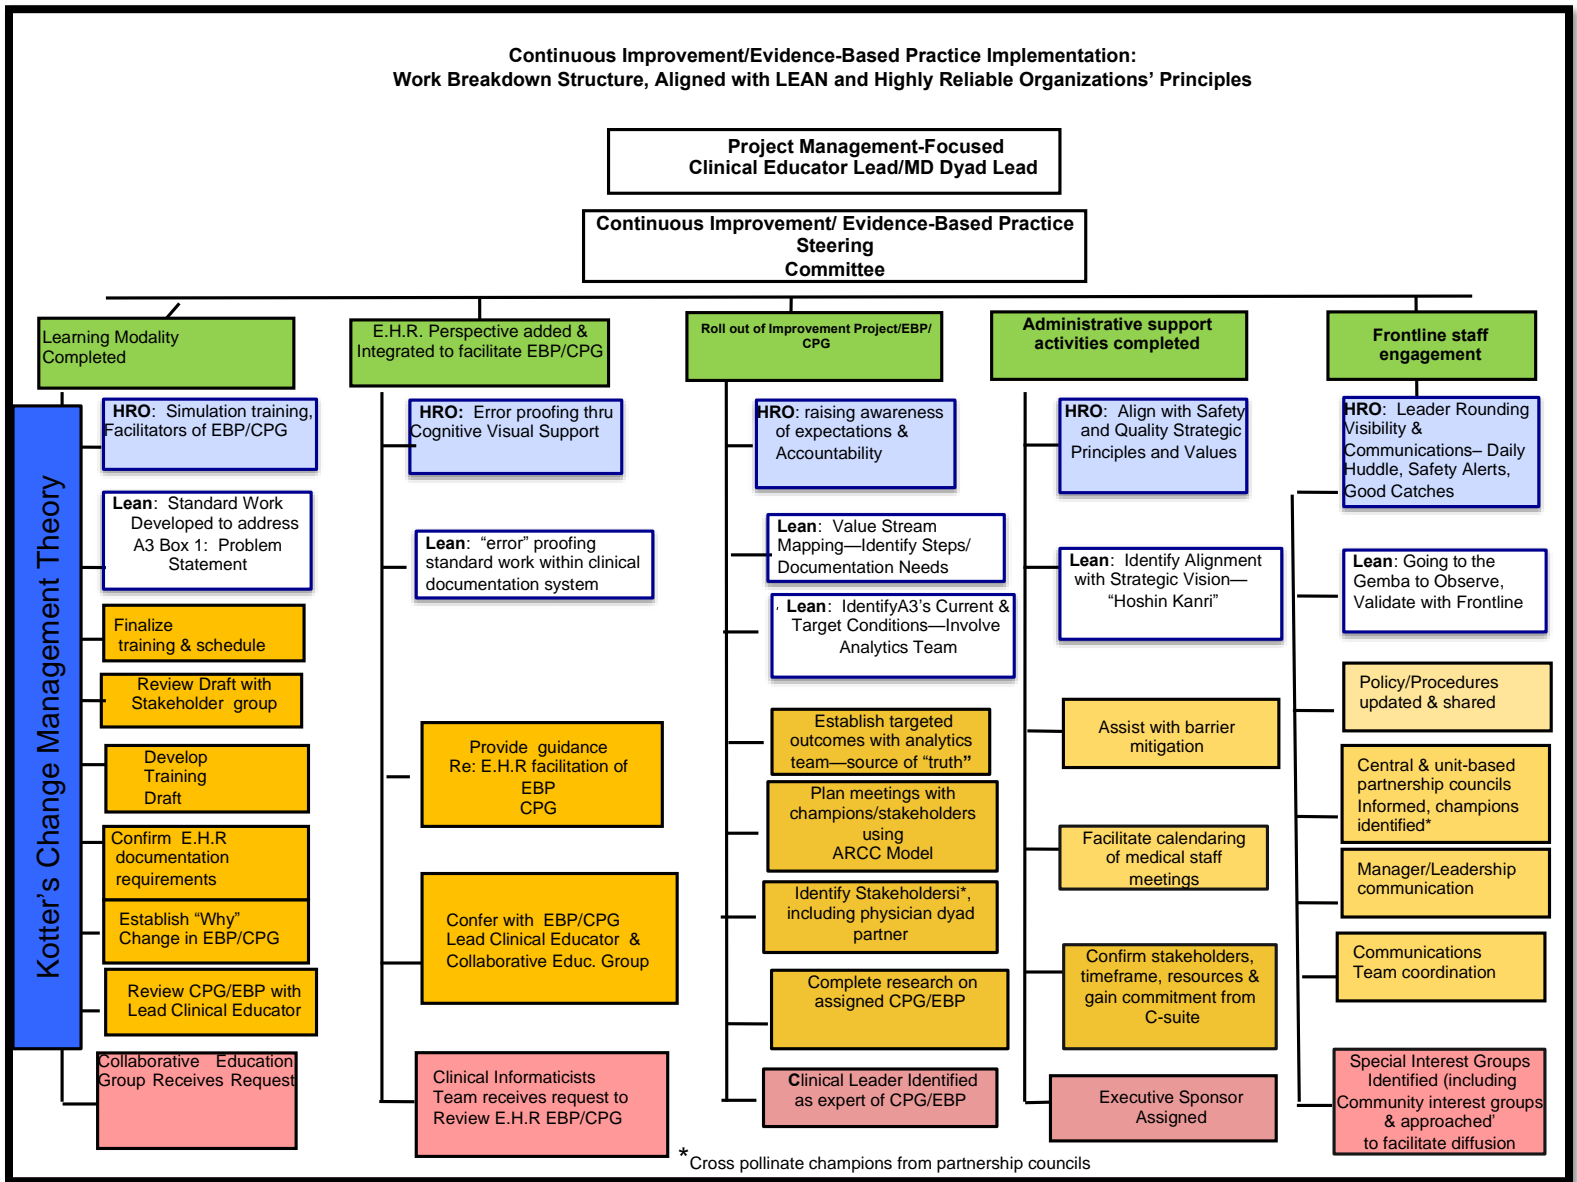 Continuous Improvement/Evidence-Based Practice Implementation:
Work Breakdown Structure, Aligned with LEAN and Highly Reliable Organizations' Principles
Project Management-Focused
Clinical Educator Lead/MD Dyad Lead
Continuous Improvement/ Evidence-Based Practice
Steering
Committee
Kotter's Change Management Theory
Learning Modality
Completed
HRO: Simulation training,
Facilitators of EBP/CPG
Lean: Standard Work
Developed to address
A3 Box 1: Problem
Statement
Finalize
training & schedule
Review Draft with
Stakeholder group
Develop
Training
Draft
Confirm E.H.R
documentation
requirements
Establish “Why”
Change in EBP/CPG
Review CPG/EBP with
Lead Clinical Educator
Collaborative Education
Group Receives Request
E.H.R. Perspective added &
Integrated to facilitate EBP/CPG
HRO: Error proofing thru
Cognitive Visual Support
Lean: “error” proofing
standard work within clinical
documentation system
Provide guidance
Re: E.H.R facilitation of
EBP
CPG
Confer with EBP/CPG
Lead Clinical Educator &
Collaborative Educ. Group
Clinical Informaticists
Team receives request to
Review E.H.R EBP/CPG
Roll out of Improvement Project/EBP/
CPG
HRO: raising awareness
of expectations &
Accountability
Lean: Value Stream
Mapping—Identify Steps/
Documentation Needs
Lean: IdentifyA3's Current &
Target Conditions—Involve
Analytics Team
Establish targeted
outcomes with analytics
team—source of “truth”
Plan meetings with
champions/stakeholders
using
ARCC Model
Identify Stakeholdersi*,
including physician dyad
partner
Complete research on
assigned CPG/EBP
Clinical Leader Identified
as expert of CPG/EBP
Administrative support
activities completed
HRO: Align with Safety
and Quality Strategic
Principles and Values
Lean: Identify Alignment
with Strategic Vision—
“Hoshin Kanri”
Assist with barrier
mitigation
Facilitate calendaring
of medical staff
meetings
Confirm stakeholders,
timeframe, resources &
gain commitment from
C-suite
Executive Sponsor
Assigned
Frontline staff
engagement
HRO: Leader Rounding
Visibility &
Communications– Daily
Huddle, Safety Alerts,
Good Catches
Lean: Going to the
Gemba to Observe,
Validate with Frontline
Policy/Procedures
updated & shared
Central & unit-based
partnership councils
Informed, champions
identified*
Manager/Leadership
communication
Communications
Team coordination
Special Interest Groups
Identified (including
Community interest groups
& approached'
to facilitate diffusion
*Cross pollinate champions from partnership councils